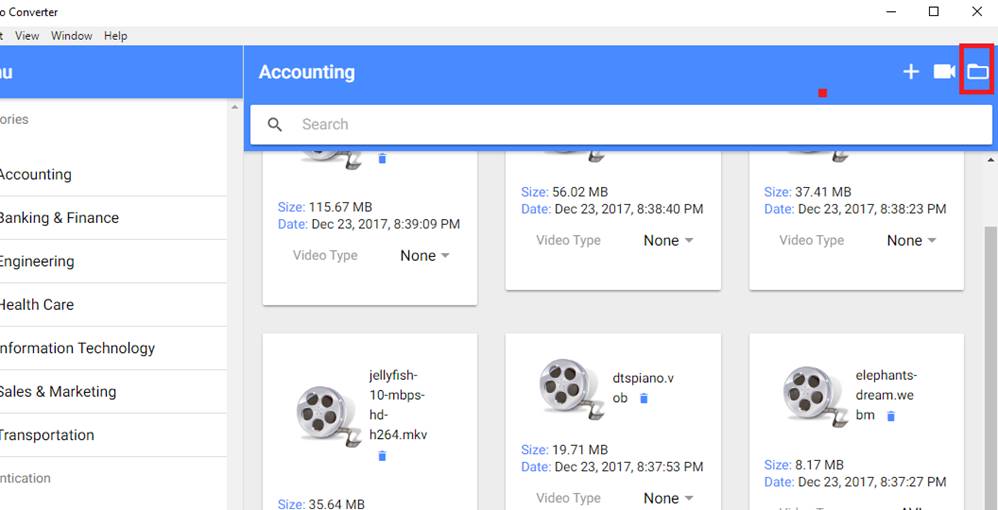 o Converter
t View Window Help
nu
Accounting
Search
ories
Accounting
Banking & Finance
Engineering
Health Care
Information Technology
Sales & Marketing
Transportation
ntication
Size: 115.67 MB
Date: Dec 23, 2017, 8:39:09 PM
Video Type None
Size: 56.02 MB
Date: Dec 23, 2017, 8:38:40 PM
Video Type None
Size: 37.41 MB
Date: Dec 23, 2017, 8:38:23 PM
Video Type None
jellyfish-
10-mbps-
hd-
h264.mkv
Size: 35.64 MB
dtspiano.v
ob
Size: 19.71 MB
Date: Dec 23, 2017, 8:37:53 PM
Video Type None
elephants-
dream.we
bm
Size: 8.17 MB
Date: Dec 23, 2017, 8:37:27 PM